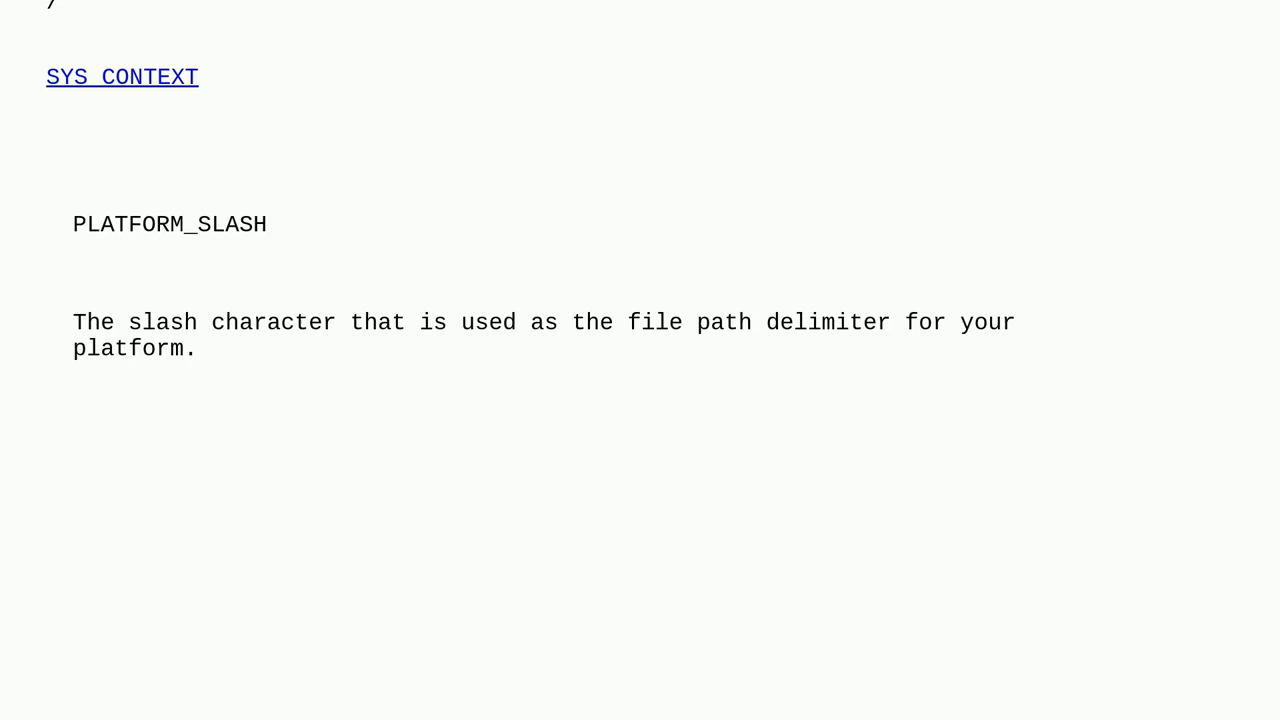 /
SYS_CONTEXT
PLATFORM_SLASH
The slash character that is used as the file path delimiter for your
platform.